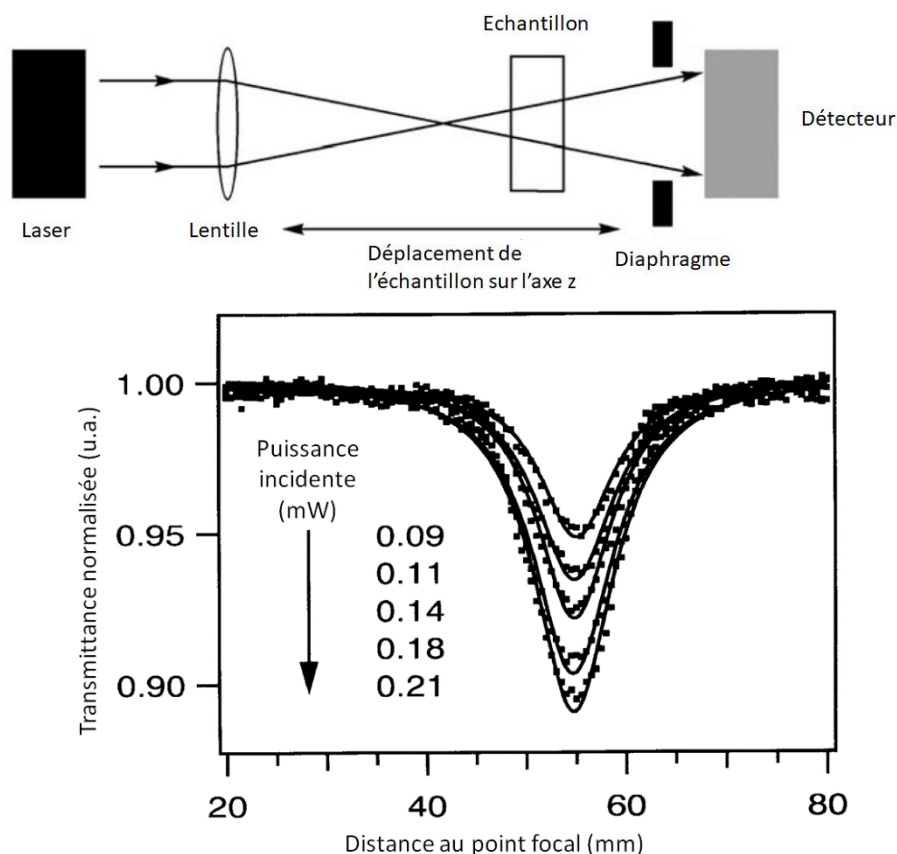 Echantillon
Détecteur
Laser
Lentille
Déplacement de
l'échantillon sur l'axe z
Diaphragme
Transmittance normalisée (u.a.)
1.00
0.95
0.90
Puissance
incidente
(mW)
0.09
0.11
0.14
0.18
0.21
20 40 60 80
Distance au point focal (mm)